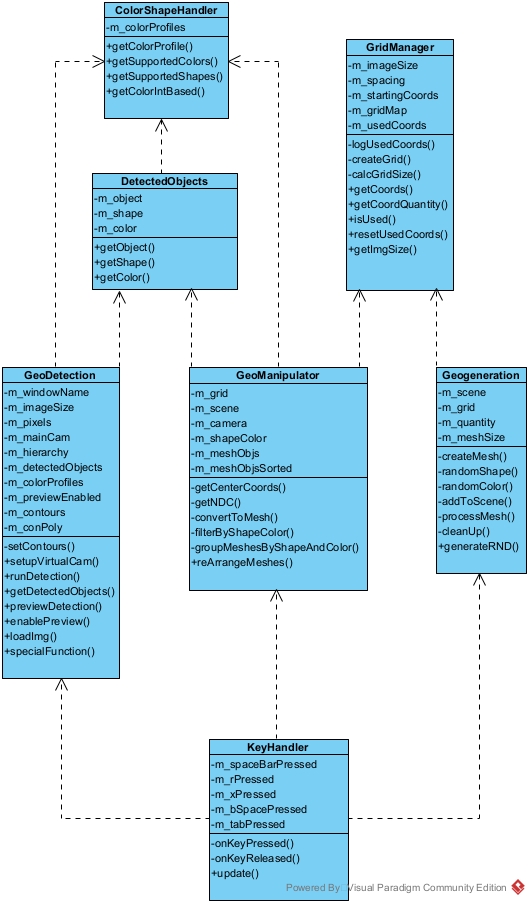 ColorShapeHandler
-m_colorProfiles
+getColorProfile()
+getSupportedColors()
+getSupportedShapes()
+getColorIntBased()
GridManager
-m_imageSize
-m_spacing
-m_startingCoords
-m_gridMap
-m_usedCoords
-logUsedCoords()
-createGrid()
-calcGridSize()
+getCoords()
+getCoordQuantity()
+isUsed()
+resetUsedCoords()
+getImgSize()
DetectedObjects
-m_object
-m_shape
-m_color
+getObject()
+getShape()
+getColor()
GeoDetection
-m_windowName
-m_imageSize
-m_pixels
-m_mainCam
-m_hierarchy
-m_detectedObjects
-m_colorProfiles
-m_previewEnabled
-m_contours
-m_conPoly
-setContours()
+setupVirtualCam()
+runDetection()
+getDetectedObjects()
+previewDetection()
+enablePreview()
+loadImg()
+specialFunction()
GeoManipulator
-m_grid
-m_scene
-m_camera
-m_shapeColor
-m_meshObjs
-m_meshObjsSorted
-getCenterCoords()
-getNDC()
-convertToMesh()
-filterByShapeColor()
-groupMeshesByShapeAndColor()
+reArrangeMeshes()
Geogeneration
-m_scene
-m_grid
-m_quantity
-m_meshSize
-createMesh()
-randomShape()
-randomColor()
-addToScene()
-processMesh()
-cleanUp()
+generateRND()
KeyHandler
-m_spaceBarPressed
-m_rPressed
-m_xPressed
-m_bSpacePressed
-m_tabPressed
-onKeyPressed()
-onKeyReleased()
+update()
Powered By: Visual Paradigm Community Edition